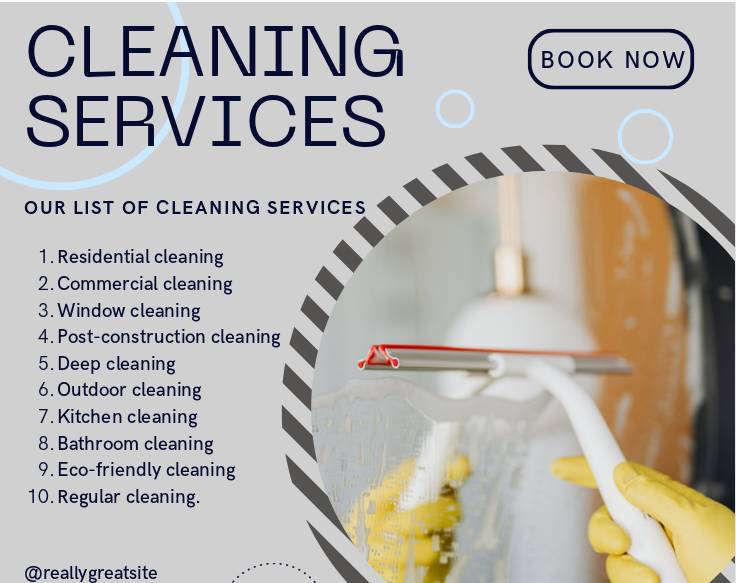 CLEANING
SERVICES
BOOK NOW
OUR LIST OF CLEANING SERVICES
1. Residential cleaning
2. Commercial cleaning
3. Window cleaning
4. Post-construction cleaning
5. Deep cleaning
6. Outdoor cleaning
7. Kitchen cleaning
8. Bathroom cleaning
9. Eco-friendly cleaning
10. Regular cleaning.
@reallygreatsite